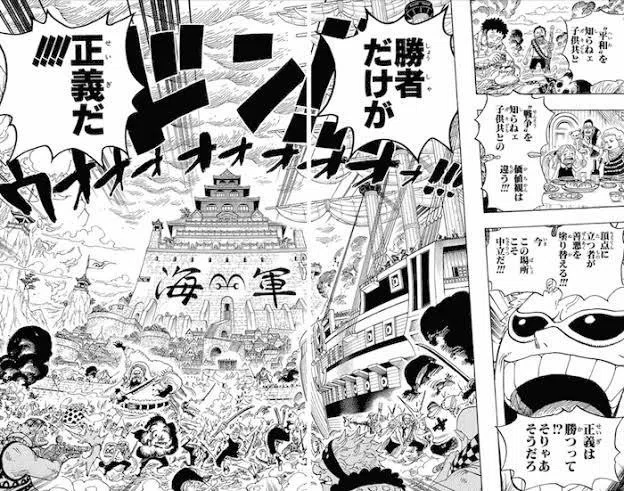 "平和"を
知らねェ
子供共と
"戦争"を
知らねェ
子供共との
価値観は
違う!!!
頂点に
立つ者が
善悪を
塗り替える!!!
今
この場所
こそ
中立だ!!!
正義は
勝つって
!?
そりゃあ
そうだろ
勝者
だけが
正義だ
!!!!
ドン
ウオオオオオオオオ!!!
海軍